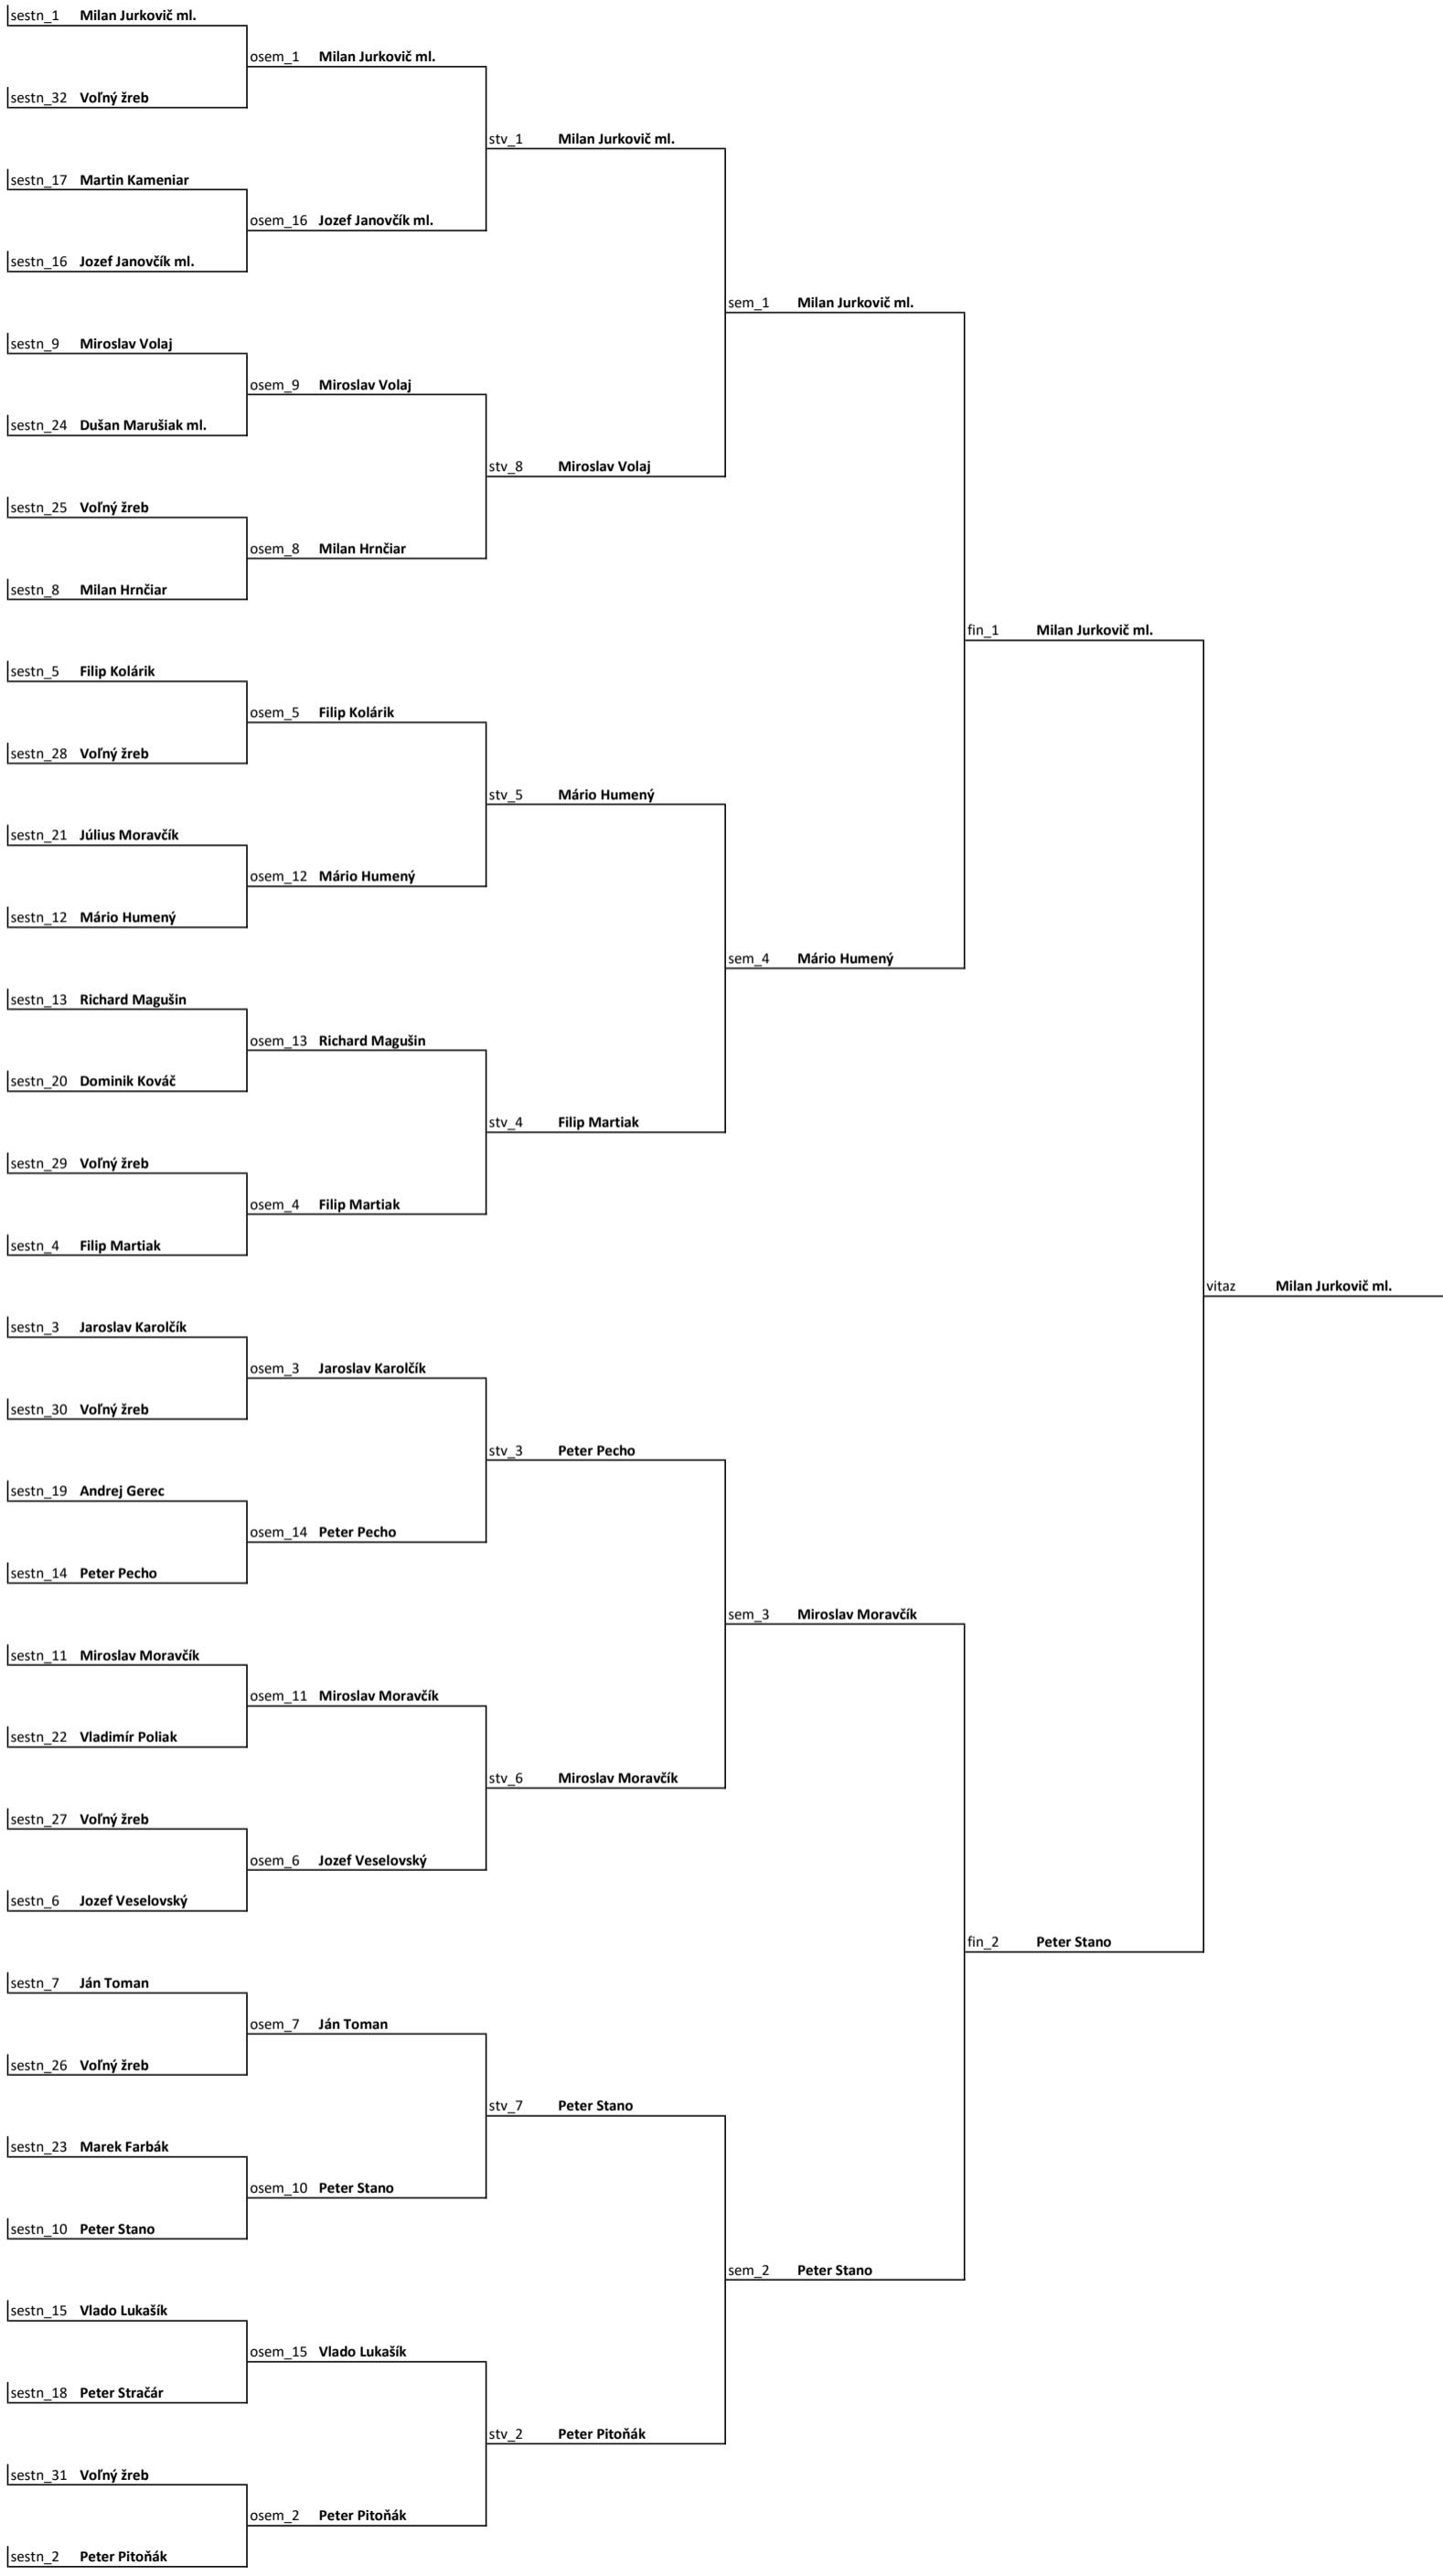 sestn_1 Milan Jurkovič ml.
osem_1 Milan Jurkovič ml.
sestn_32 Voľný žreb
stv_1 Milan Jurkovič ml.
sestn_17 Martin Kameniar
osem_16 Jozef Janovčík ml.
sestn_16 Jozef Janovčík ml.
sem_1 Milan Jurkovič ml.
sestn_9 Miroslav Volaj
osem_9 Miroslav Volaj
sestn_24 Dušan Marušiak ml.
stv_8 Miroslav Volaj
sestn_25 Voľný žreb
osem_8 Milan Hrnčiar
sestn_8 Milan Hrnčiar
fin_1 Milan Jurkovič ml.
sestn_5 Filip Kolárik
osem_5 Filip Kolárik
sestn_28 Voľný žreb
stv_5 Mário Humený
sestn_21 Július Moravčík
osem_12 Mário Humený
sestn_12 Mário Humený
sem_4 Mário Humený
sestn_13 Richard Magušin
osem_13 Richard Magušin
sestn_20 Dominik Kováč
stv_4 Filip Martiak
sestn_29 Voľný žreb
osem_4 Filip Martiak
sestn_4 Filip Martiak
vitaz Milan Jurkovič ml.
sestn_3 Jaroslav Karolčík
osem_3 Jaroslav Karolčík
sestn_30 Voľný žreb
stv_3 Peter Pecho
sestn_19 Andrej Gerec
osem_14 Peter Pecho
sestn_14 Peter Pecho
sem_3 Miroslav Moravčík
sestn_11 Miroslav Moravčík
osem_11 Miroslav Moravčík
sestn_22 Vladimír Poliak
stv_6 Miroslav Moravčík
sestn_27 Voľný žreb
osem_6 Jozef Veselovský
sestn_6 Jozef Veselovský
fin_2 Peter Stano
sestn_7 Ján Toman
osem_7 Ján Toman
sestn_26 Voľný žreb
stv_7 Peter Stano
sestn_23 Marek Farbák
osem_10 Peter Stano
sestn_10 Peter Stano
sem_2 Peter Stano
sestn_15 Vlado Lukašík
osem_15 Vlado Lukašík
sestn_18 Peter Stračár
stv_2 Peter Pitoňák
sestn_31 Voľný žreb
osem_2 Peter Pitoňák
sestn_2 Peter Pitoňák